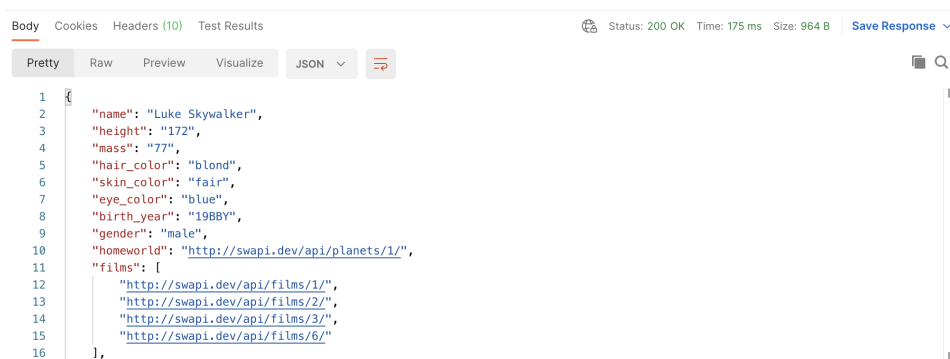 Body Cookies Headers (10) Test Results Status: 200 OK Time: 175 ms Size: 964 B Save Response
Pretty Raw Preview Visualize JSON
1 {
2 "name": "Luke Skywalker",
3 "height": "172",
4 "mass": "77",
5 "hair_color": "blond",
6 "skin_color": "fair",
7 "eye_color": "blue",
8 "birth_year": "19BBY",
9 "gender": "male",
10 "homeworld": "http://swapi.dev/api/planets/1/",
11 "films": [
12 "http://swapi.dev/api/films/1/",
13 "http://swapi.dev/api/films/2/",
14 "http://swapi.dev/api/films/3/",
15 "http://swapi.dev/api/films/6/"
16 ],